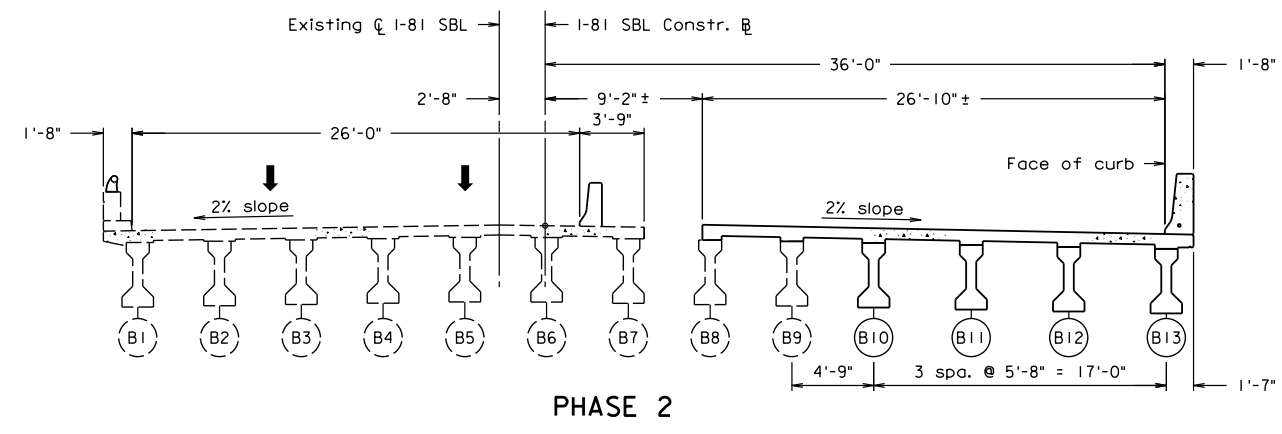 Existing ℄ I-81 SBL
I-81 SBL Constr. B
36'-0"
1'-8"
2'-8"
9'-2"±
26'-10"±
1'-8"
26'-0"
3'-9"
Face of curb
2% slope
2% slope
B1 B2 B3 B4 B5 B6 B7 B8 B9 B10 B11 B12 B13
4'-9"
3 spa. @ 5'-8" = 17'-0"
1'-7"
PHASE 2